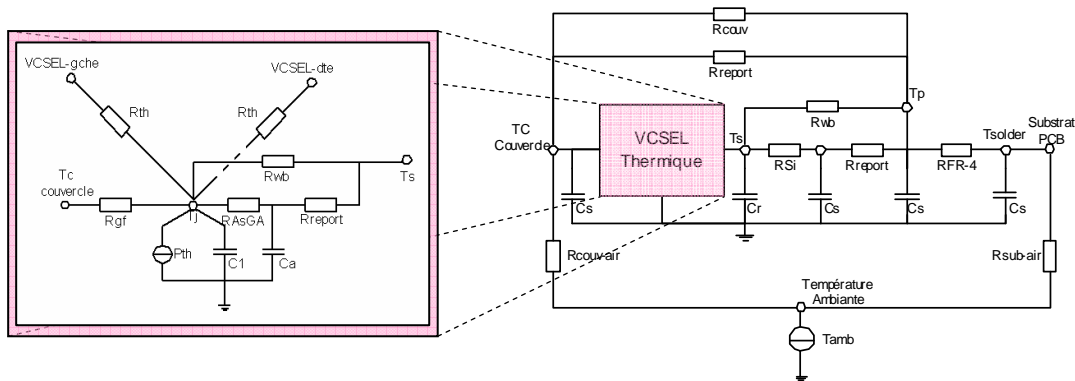 VCSEL-gche
VCSEL-dte
Rth
Rth
Rwb
Ts
Tc
couvercle
Rgf
Tj
RAsGA
Rreport
Pth
C1
Ca
Rcouv
Rreport
Tp
Rwb
TC
Couvercle
VCSEL
Thermique
Ts
RSi
Rreport
RFR-4
Tsolder
Substrat
PCB
Cs
Cr
Cs
Cs
Cs
Rcouv-air
Rsub-air
Température
Ambiante
Tamb